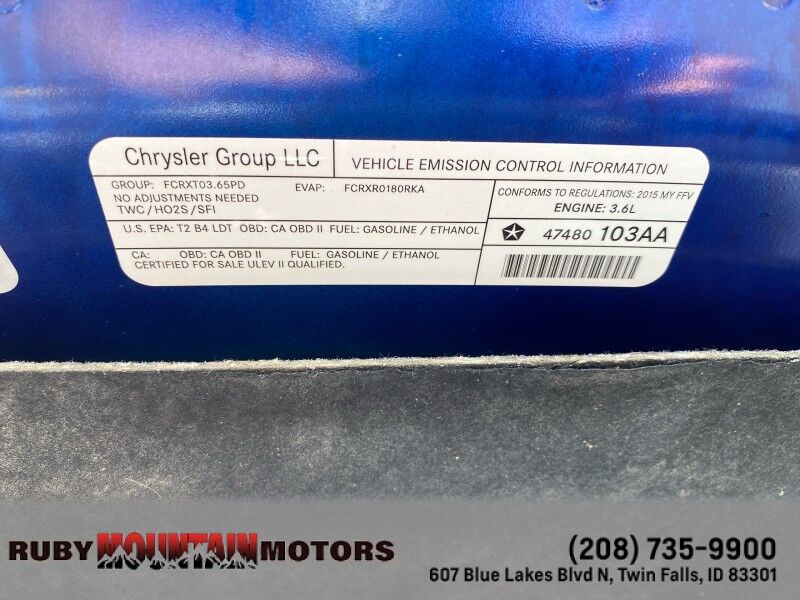 Chrysler Group LLC
VEHICLE EMISSION CONTROL INFORMATION
GROUP: FCRXT03.65PD EVAP: FCRXR0180RKA
NO ADJUSTMENTS NEEDED
TWC/HO2S/SFI
CONFORMS TO REGULATIONS: 2015 MY FFV
ENGINE: 3.6L
U.S. EPA: T2 B4 LDT OBD: CA OBD II FUEL: GASOLINE / ETHANOL
47480 103AA
CA: OBD: CA OBD II FUEL: GASOLINE / ETHANOL
CERTIFIED FOR SALE ULEV II QUALIFIED.
RUBY MOUNTAIN MOTORS
(208) 735-9900
607 Blue Lakes Blvd N, Twin Falls, ID 83301